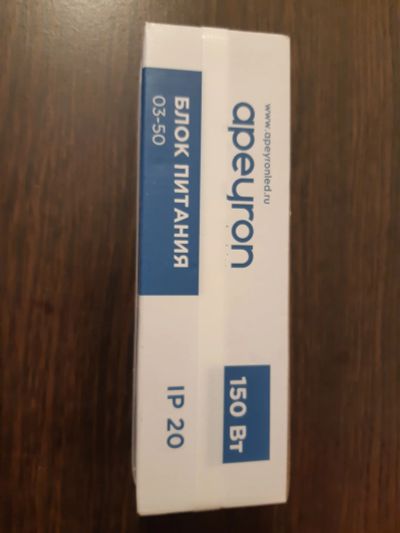 www.apeyronled.ru
apeyron
БЛОК ПИТАНИЯ
03-50
150 Вт
IP 20